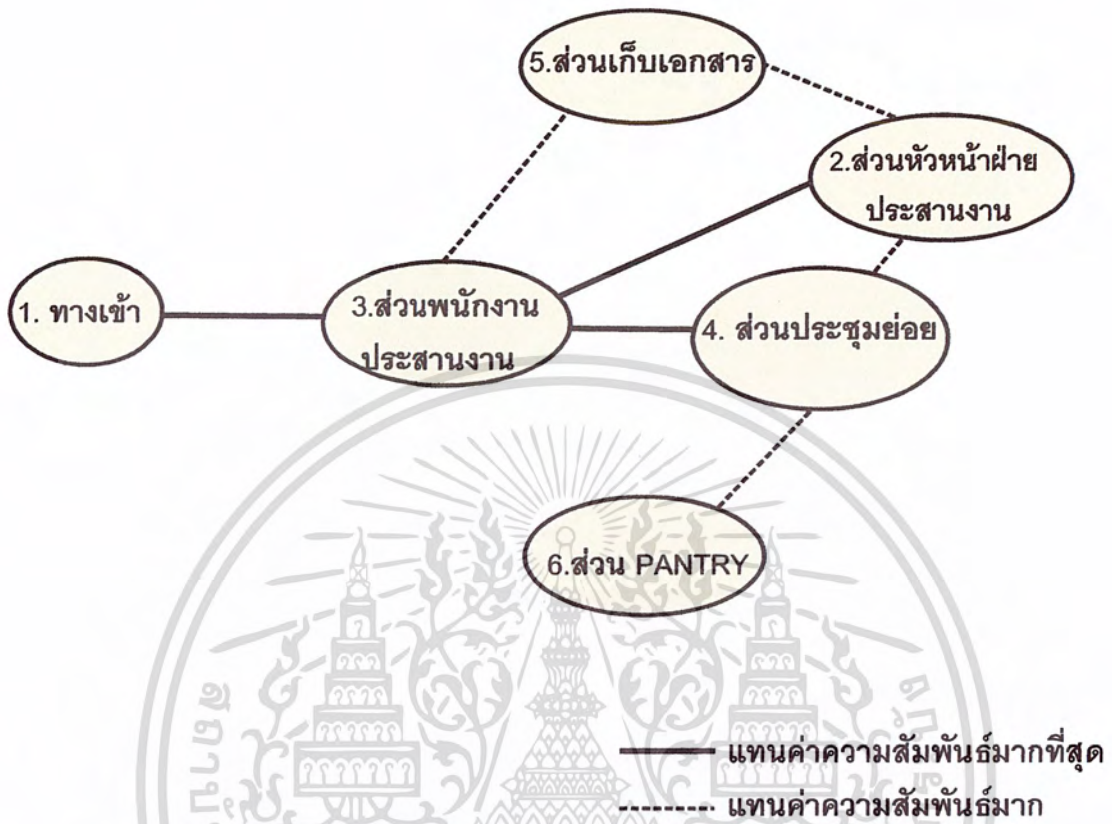 5.ส่วนเก็บเอกสาร
2.ส่วนหัวหน้าฝ่าย
ประสานงาน
1. ทางเข้า
3.ส่วนพนักงาน
ประสานงาน
4. ส่วนประชุมย่อย
6.ส่วน PANTRY
แทนค่าความสัมพันธ์มากที่สุด
แทนค่าความสัมพันธ์มาก